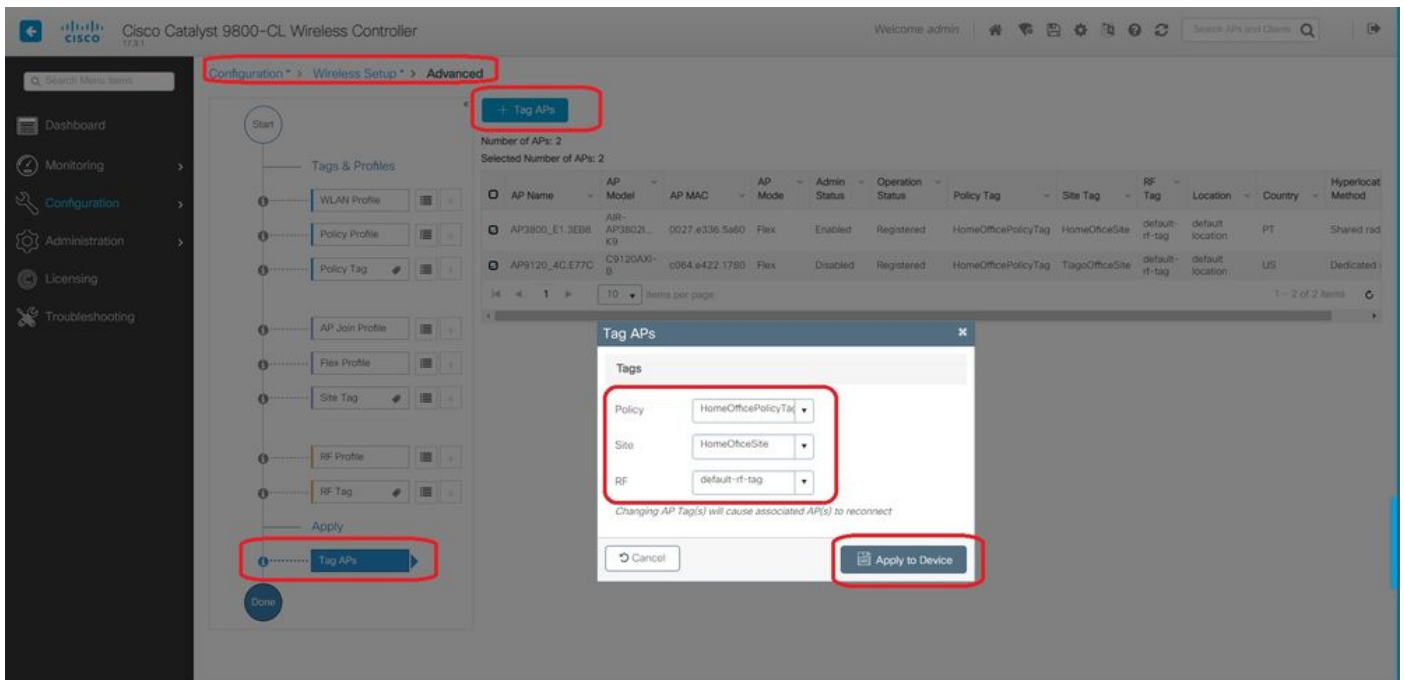 CISCO
Cisco Catalyst 9800-CL Wireless Controller
17.3.1
Welcome admin
Search APs and Clients
Search Menu Items
Dashboard
Monitoring
Configuration
Administration
Licensing
Troubleshooting
Configuration > Wireless Setup > Advanced
Start
Tags & Profiles
WLAN Profile
Policy Profile
Policy Tag
AP Join Profile
Flex Profile
Site Tag
RF Profile
RF Tag
Apply
Tag APs
Done
+ Tag APs
Number of APs: 2
Selected Number of APs: 2
AP Name AP Model AP MAC AP Mode Admin Status Operation Status Policy Tag Site Tag RF Tag Location Country Hyperlocat Method
AP3800_E1.3EB8 AIR-AP3802I... K9 0027.e336.5a60 Flex Enabled Registered HomeOfficePolicyTag HomeOficeSite default-rf-tag default location PT Shared rad
AP9120_4C.E77C C9120AXI-B c064.e422.1780 Flex Disabled Registered HomeOfficePolicyTag TiagoOfficeSite default-rf-tag default location US Dedicated
1 10 items per page 1 - 2 of 2 items
Tag APs
Tags
Policy HomeOfficePolicyTag
Site HomeOficeSite
RF default-rf-tag
Changing AP Tag(s) will cause associated AP(s) to reconnect
Cancel
Apply to Device